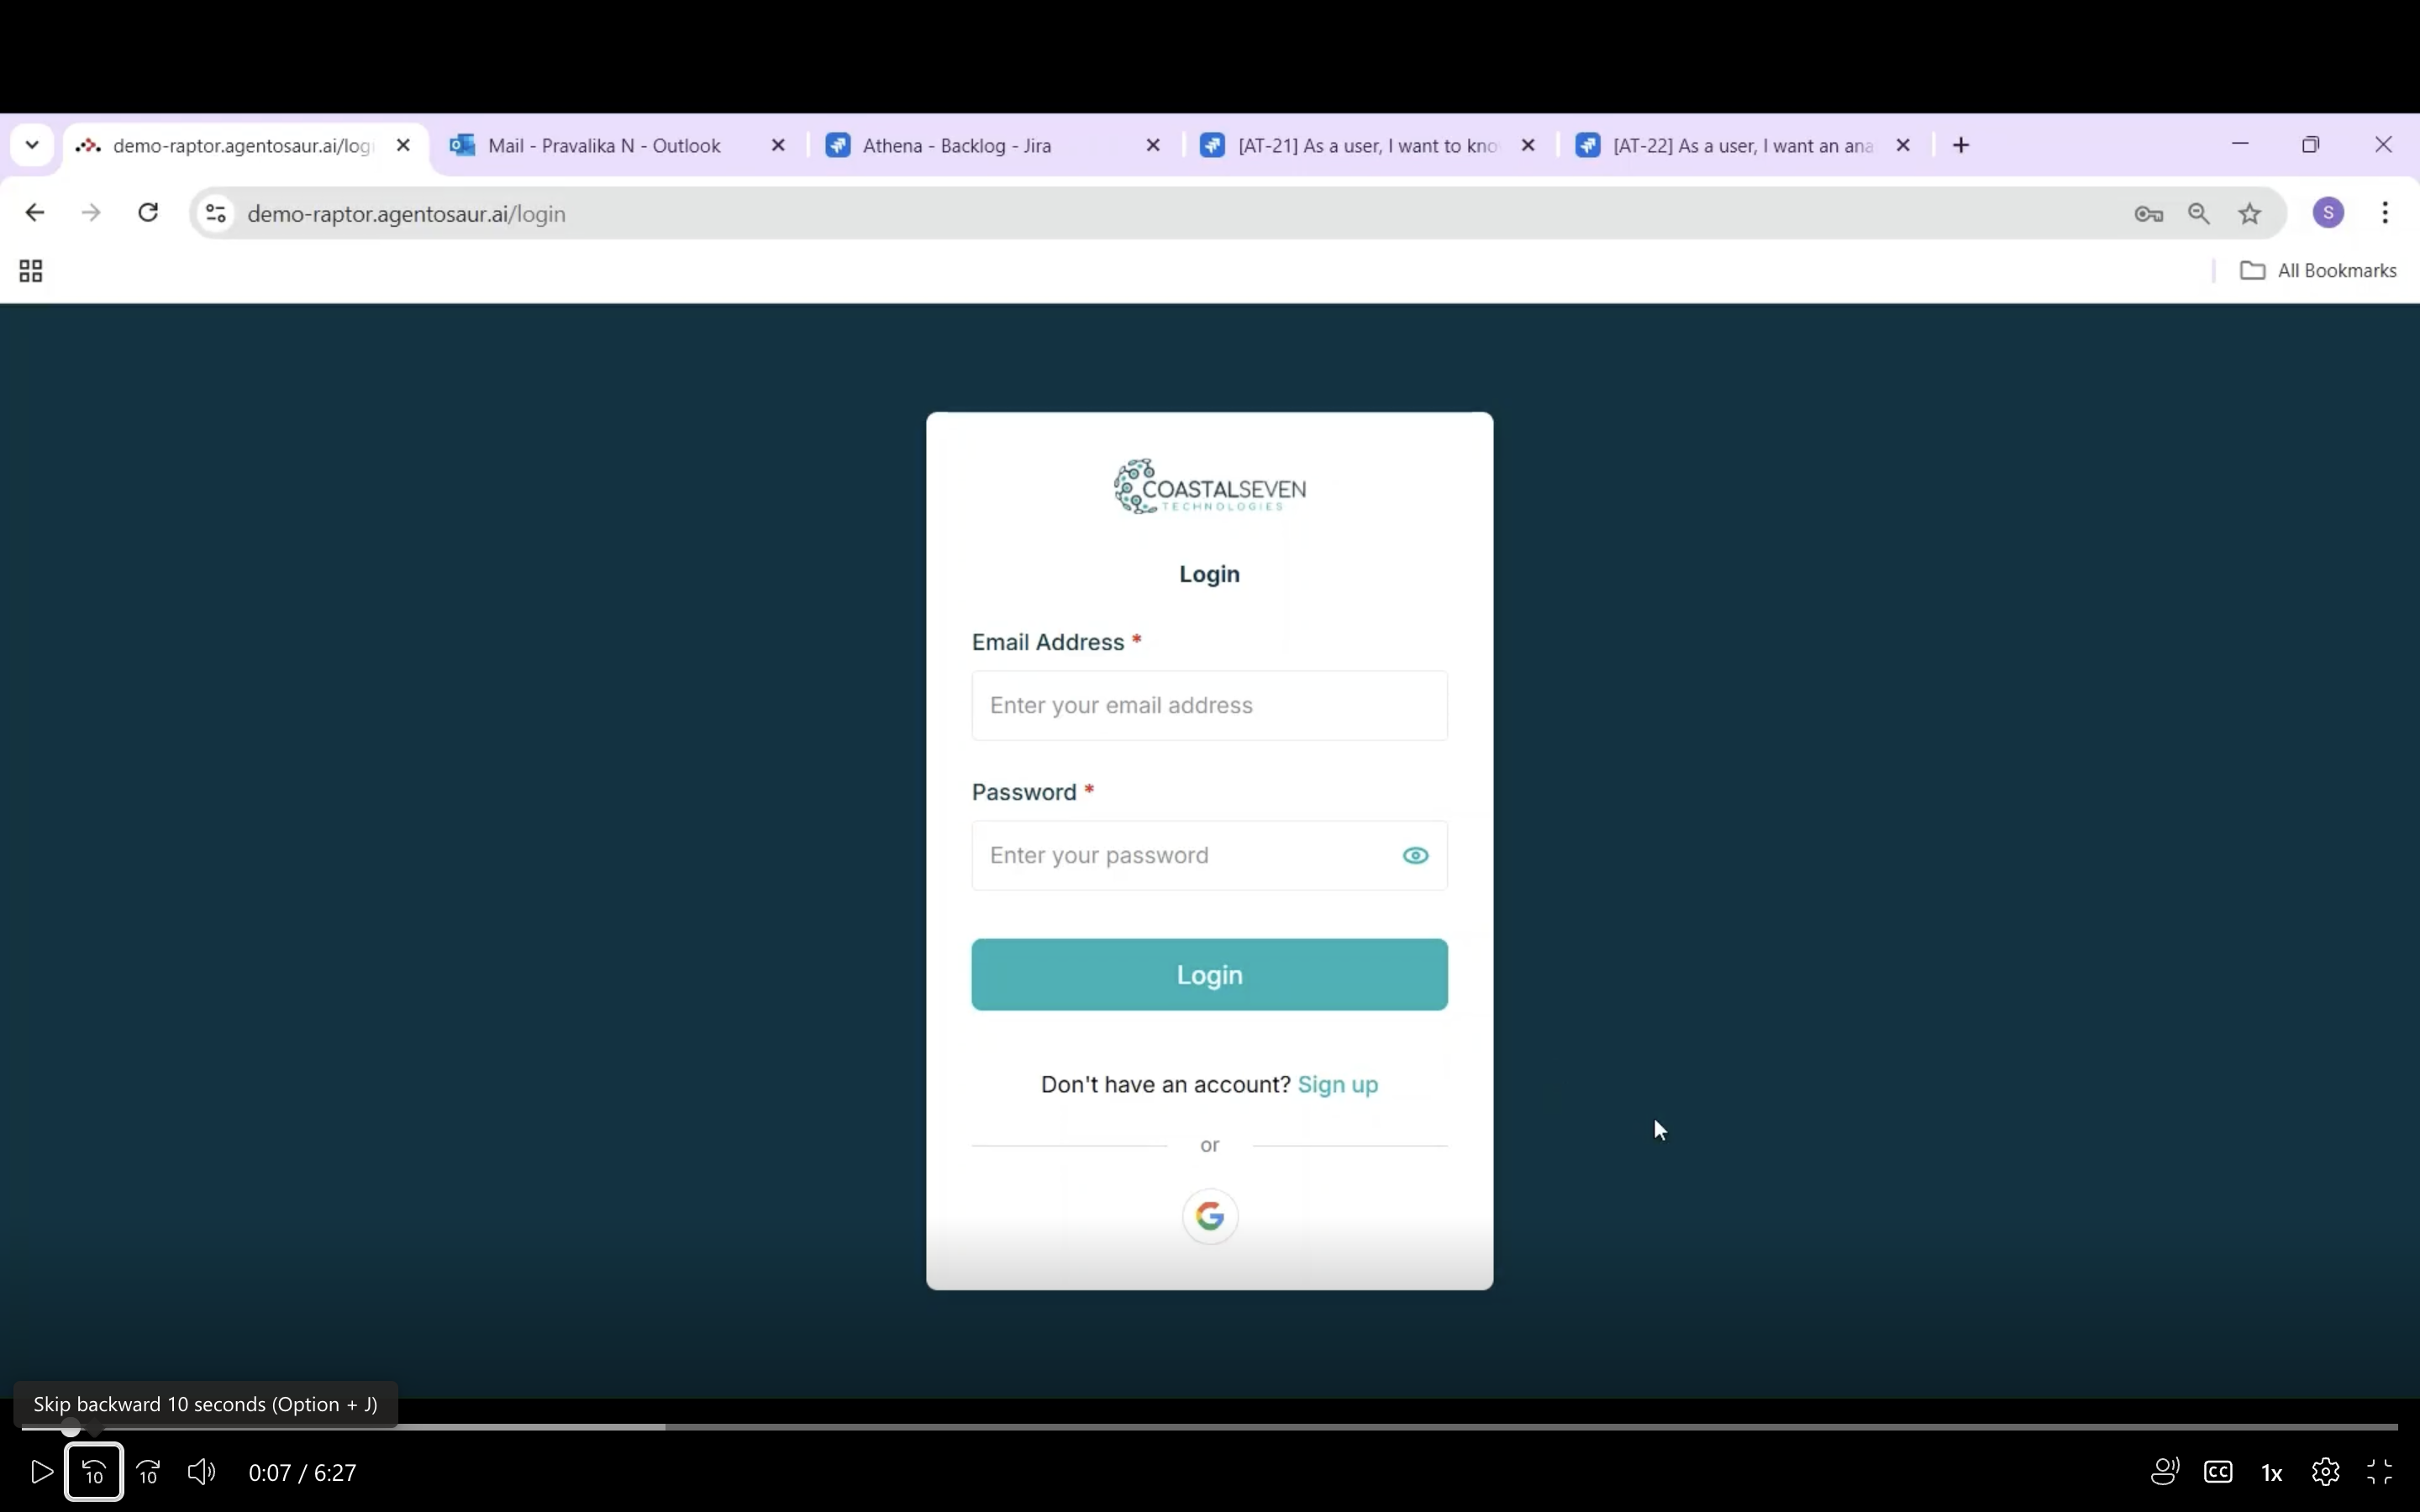 demo-raptor.agentosaur.ai/logi
Mail - Pravalika N - Outlook
Athena - Backlog - Jira
[AT-21] As a user, I want to kno
[AT-22] As a user, I want an ana
demo-raptor.agentosaur.ai/login
S
All Bookmarks
COASTALSEVEN
TECHNOLOGIES
Login
Email Address *
Enter your email address
Password *
Enter your password
Login
Don't have an account? Sign up
or
G
Skip backward 10 seconds (Option + J)
10
10
0:07 / 6:27
CC
1x